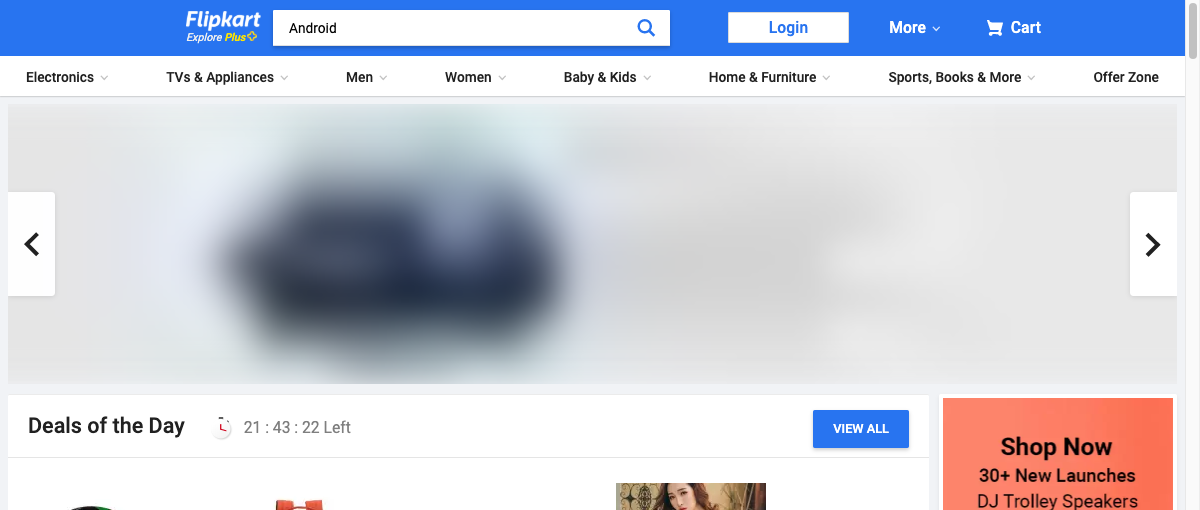 Flipkart
Explore Plus
Android
Login
More
Cart
Electronics
TVs & Appliances
Men
Women
Baby & Kids
Home & Furniture
Sports, Books & More
Offer Zone
Deals of the Day
21 : 43 : 22 Left
VIEW ALL
Shop Now
30+ New Launches
DJ Trolley Speakers